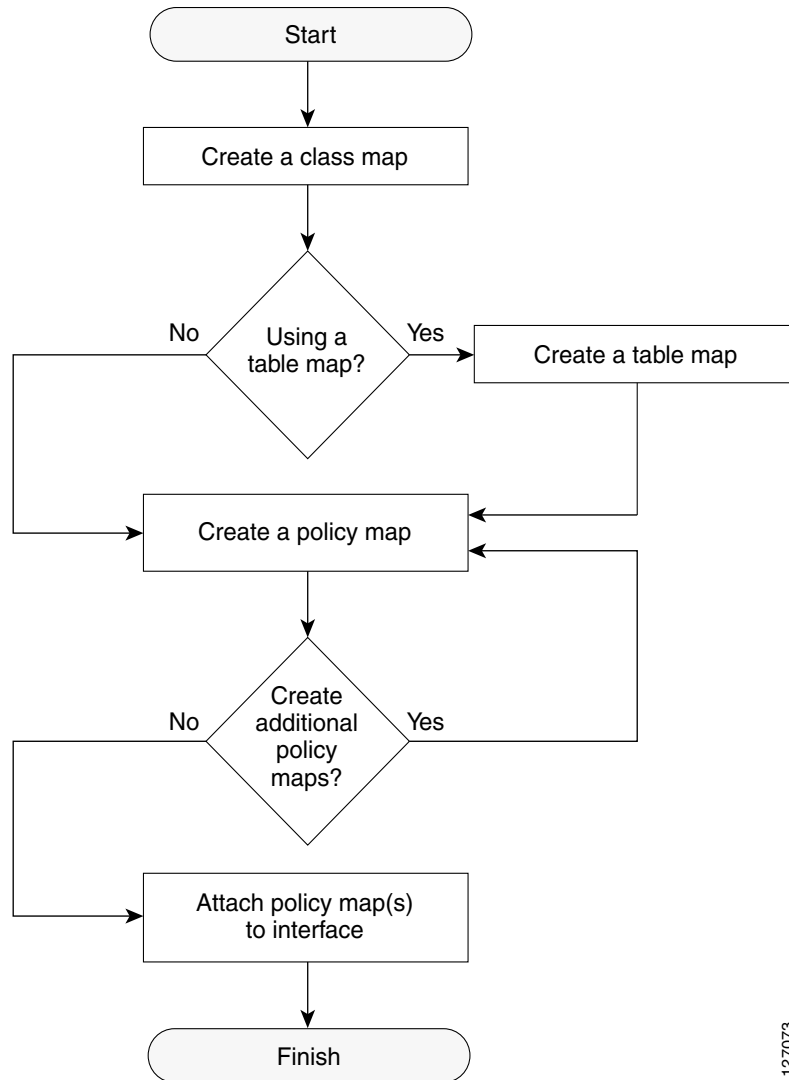 Start
Create a class map
No
Using a
table map?
Yes
Create a table map
Create a policy map
No
Create
additional
policy
maps?
Yes
Attach policy map(s)
to interface
Finish
127073